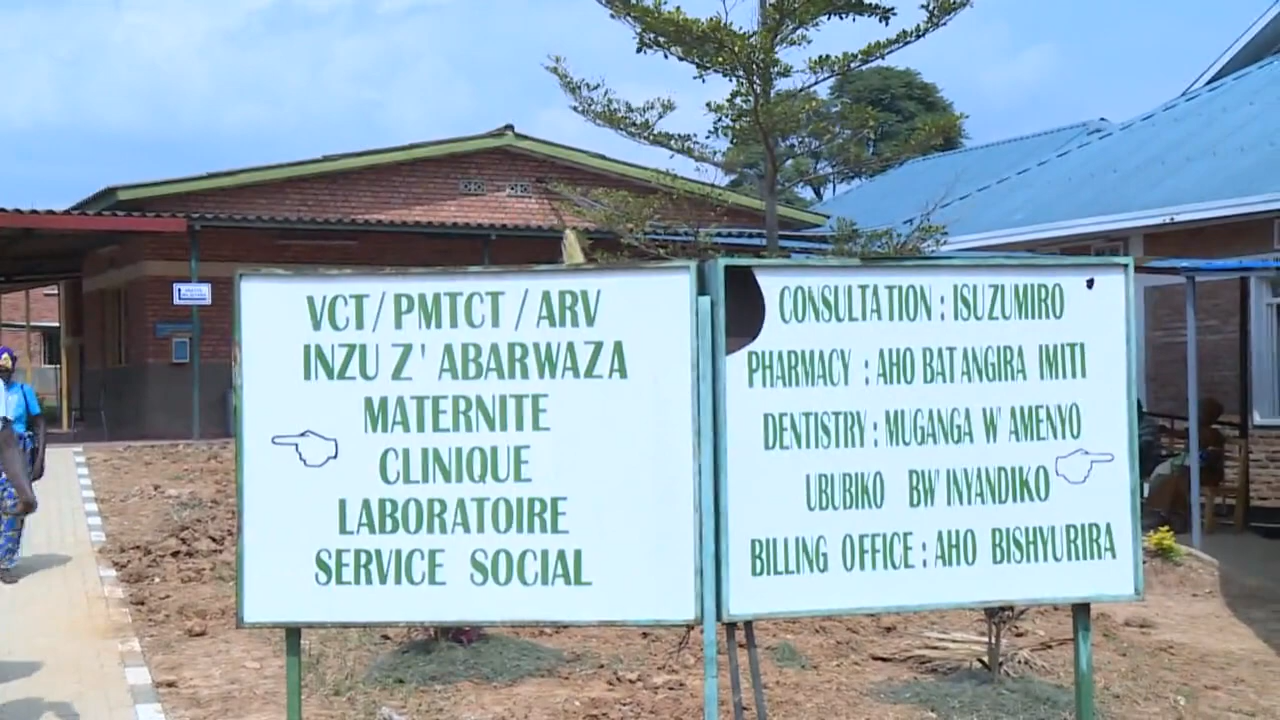 VCT/PMTCT/ARV
INZU Z' ABARWAZA
MATERNITE
CLINIQUE
LABORATOIRE
SERVICE SOCIAL
CONSULTATION : ISUZUMIRO
PHARMACY : AHO BATANGIRA IMITI
DENTISTRY : MUGANGA W' AMENYO
UBUBIKO BW' INYANDIKO
BILLING OFFICE : AHO BISHYURIRA